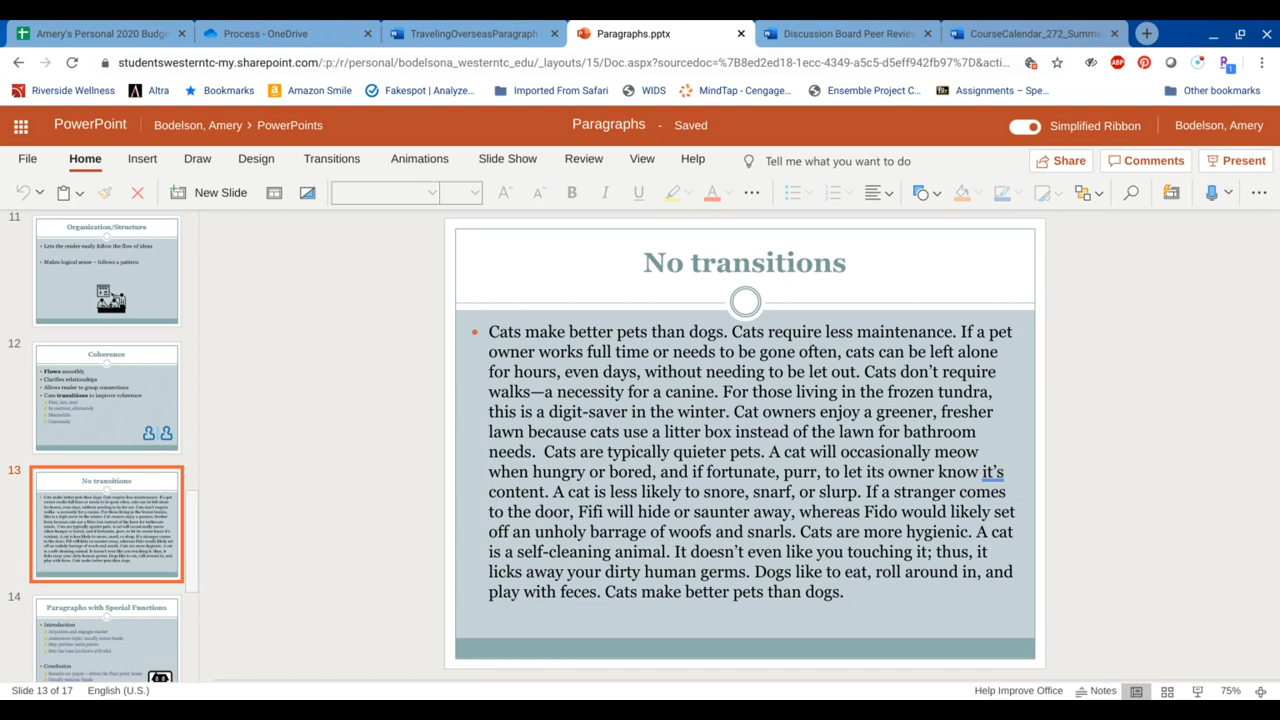 Amery's Personal 2020 Budg
Process - OneDrive
TravelingOverseasParagraph
Paragraphs.pptx
Discussion Board Peer Revie
CourseCalendar_272_Summe
studentswesterntc-my.sharepoint.com/:p:/r/personal/bodelsona_westerntc_edu/_layouts/15/Doc.aspx?sourcedoc=%7B8ed2ed18-1ecc-4349-a5c5-d5eff942fb97%7D&acti...
Riverside Wellness
Altra
Bookmarks
Amazon Smile
Fakespot | Analyze...
Imported From Safari
WIDS
MindTap - Cengage...
Ensemble Project C...
Assignments – Spe...
Other bookmarks
PowerPoint
Bodelson, Amery > PowerPoints
Paragraphs - Saved
Simplified Ribbon
Bodelson, Amery
File Home Insert Draw Design Transitions Animations Slide Show Review View Help
Tell me what you want to do
Share
Comments
Present
New Slide
11
Organization/Structure
Lets the reader easily follow the flow of ideas
Makes logical sense – follows a pattern
12
Coherence
Flows smoothly
Clarifies relationships
Allows reader to grasp connections
Uses transitions to improve coherence
13
No transitions
14
Paragraphs with Special Functions
Introduction
Conclusion
No transitions
• Cats make better pets than dogs. Cats require less maintenance. If a pet
owner works full time or needs to be gone often, cats can be left alone
for hours, even days, without needing to be let out. Cats don't require
walks—a necessity for a canine. For those living in the frozen tundra,
this is a digit-saver in the winter. Cat owners enjoy a greener, fresher
lawn because cats use a litter box instead of the lawn for bathroom
needs. Cats are typically quieter pets. A cat will occasionally meow
when hungry or bored, and if fortunate, purr, to let its owner know it's
content. A cat is less likely to snore, snarf, or slurp. If a stranger comes
to the door, Fifi will hide or saunter away, whereas Fido would likely set
off an unholy barrage of woofs and snarls. Cats are more hygienic. A cat
is a self-cleaning animal. It doesn't even like you touching it; thus, it
licks away your dirty human germs. Dogs like to eat, roll around in, and
play with feces. Cats make better pets than dogs.
Slide 13 of 17
English (U.S.)
Help Improve Office
Notes
75%